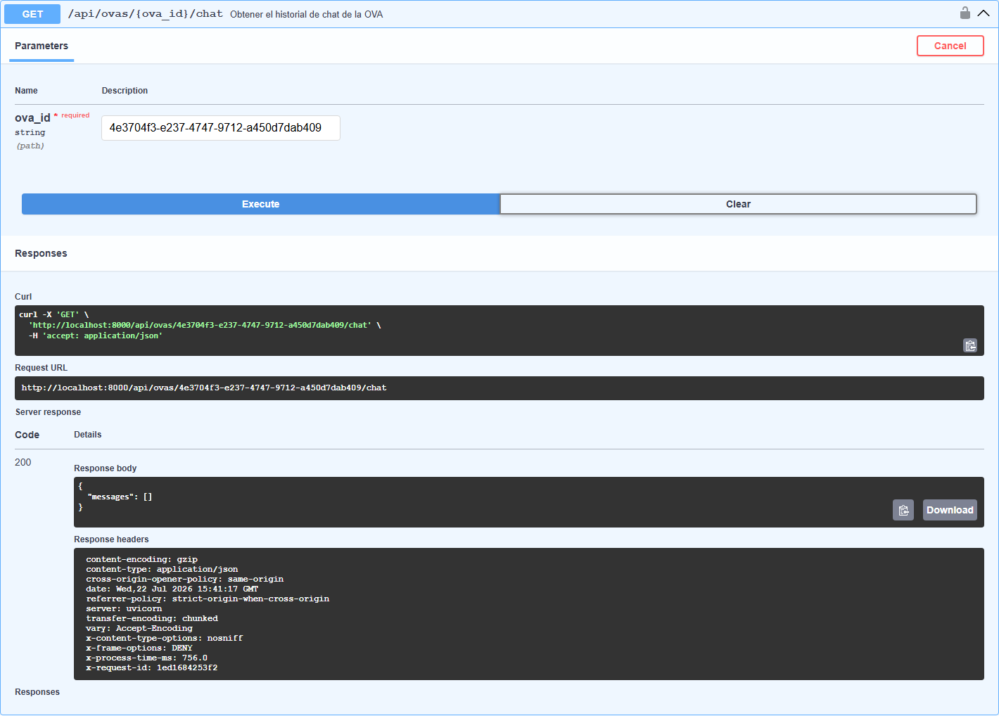 GET /api/ovas/{ova_id}/chat Obtener el historial de chat de la OVA
Parameters
Cancel
Name Description
ova_id * required
string
(path)
4e3704f3-e237-4747-9712-a450d7dab409
Execute Clear
Responses
Curl
curl -X 'GET' \
'http://localhost:8000/api/ovas/4e3704f3-e237-4747-9712-a450d7dab409/chat' \
-H 'accept: application/json'
Request URL
http://localhost:8000/api/ovas/4e3704f3-e237-4747-9712-a450d7dab409/chat
Server response
Code Details
200
Response body
{
"messages": []
}
Download
Response headers
content-encoding: gzip
content-type: application/json
cross-origin-opener-policy: same-origin
date: Wed,22 Jul 2026 15:41:17 GMT
referrer-policy: strict-origin-when-cross-origin
server: uvicorn
transfer-encoding: chunked
vary: Accept-Encoding
x-content-type-options: nosniff
x-frame-options: DENY
x-process-time-ms: 756.0
x-request-id: 1ed1684253f2
Responses